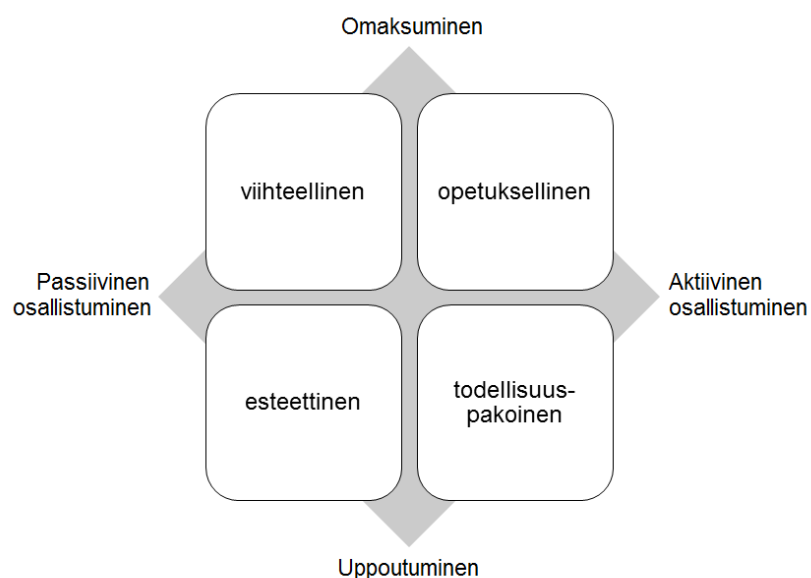 Omaksuminen
viihteellinen
opetuksellinen
Passiivinen
osallistuminen
Aktiivinen
osallistuminen
esteettinen
todellisuus-
pakoinen
Uppoutuminen